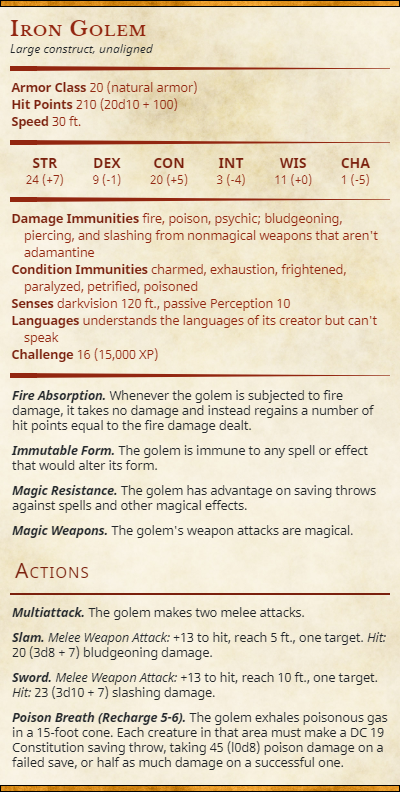 Iron Golem
Large construct, unaligned
Armor Class 20 (natural armor)
Hit Points 210 (20d10 + 100)
Speed 30 ft.
STR DEX CON INT WIS CHA
24 (+7) 9 (-1) 20 (+5) 3 (-4) 11 (+0) 1 (-5)
Damage Immunities fire, poison, psychic; bludgeoning,
piercing, and slashing from nonmagical weapons that aren't
adamantine
Condition Immunities charmed, exhaustion, frightened,
paralyzed, petrified, poisoned
Senses darkvision 120 ft., passive Perception 10
Languages understands the languages of its creator but can't
speak
Challenge 16 (15,000 XP)
Fire Absorption. Whenever the golem is subjected to fire
damage, it takes no damage and instead regains a number of
hit points equal to the fire damage dealt.
Immutable Form. The golem is immune to any spell or effect
that would alter its form.
Magic Resistance. The golem has advantage on saving throws
against spells and other magical effects.
Magic Weapons. The golem's weapon attacks are magical.
Actions
Multiattack. The golem makes two melee attacks.
Slam. Melee Weapon Attack: +13 to hit, reach 5 ft., one target. Hit:
20 (3d8 + 7) bludgeoning damage.
Sword. Melee Weapon Attack: +13 to hit, reach 10 ft., one target.
Hit: 23 (3d10 + 7) slashing damage.
Poison Breath (Recharge 5-6). The golem exhales poisonous gas
in a 15-foot cone. Each creature in that area must make a DC 19
Constitution saving throw, taking 45 (l0d8) poison damage on a
failed save, or half as much damage on a successful one.